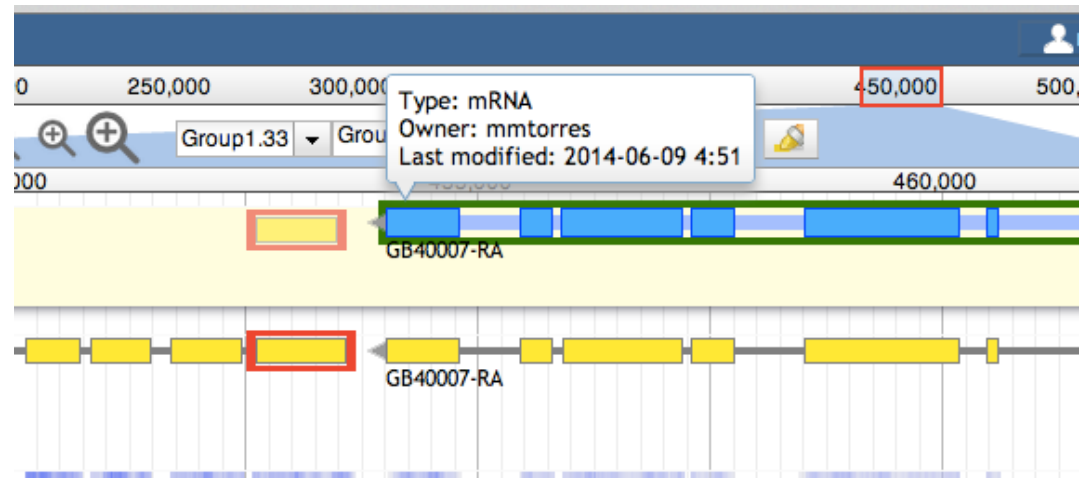 0 250,000 300,000 450,000 500,
Group1.33 Grou
Type: mRNA
Owner: mmtorres
Last modified: 2014-06-09 4:51
000 460,000
GB40007-RA
GB40007-RA